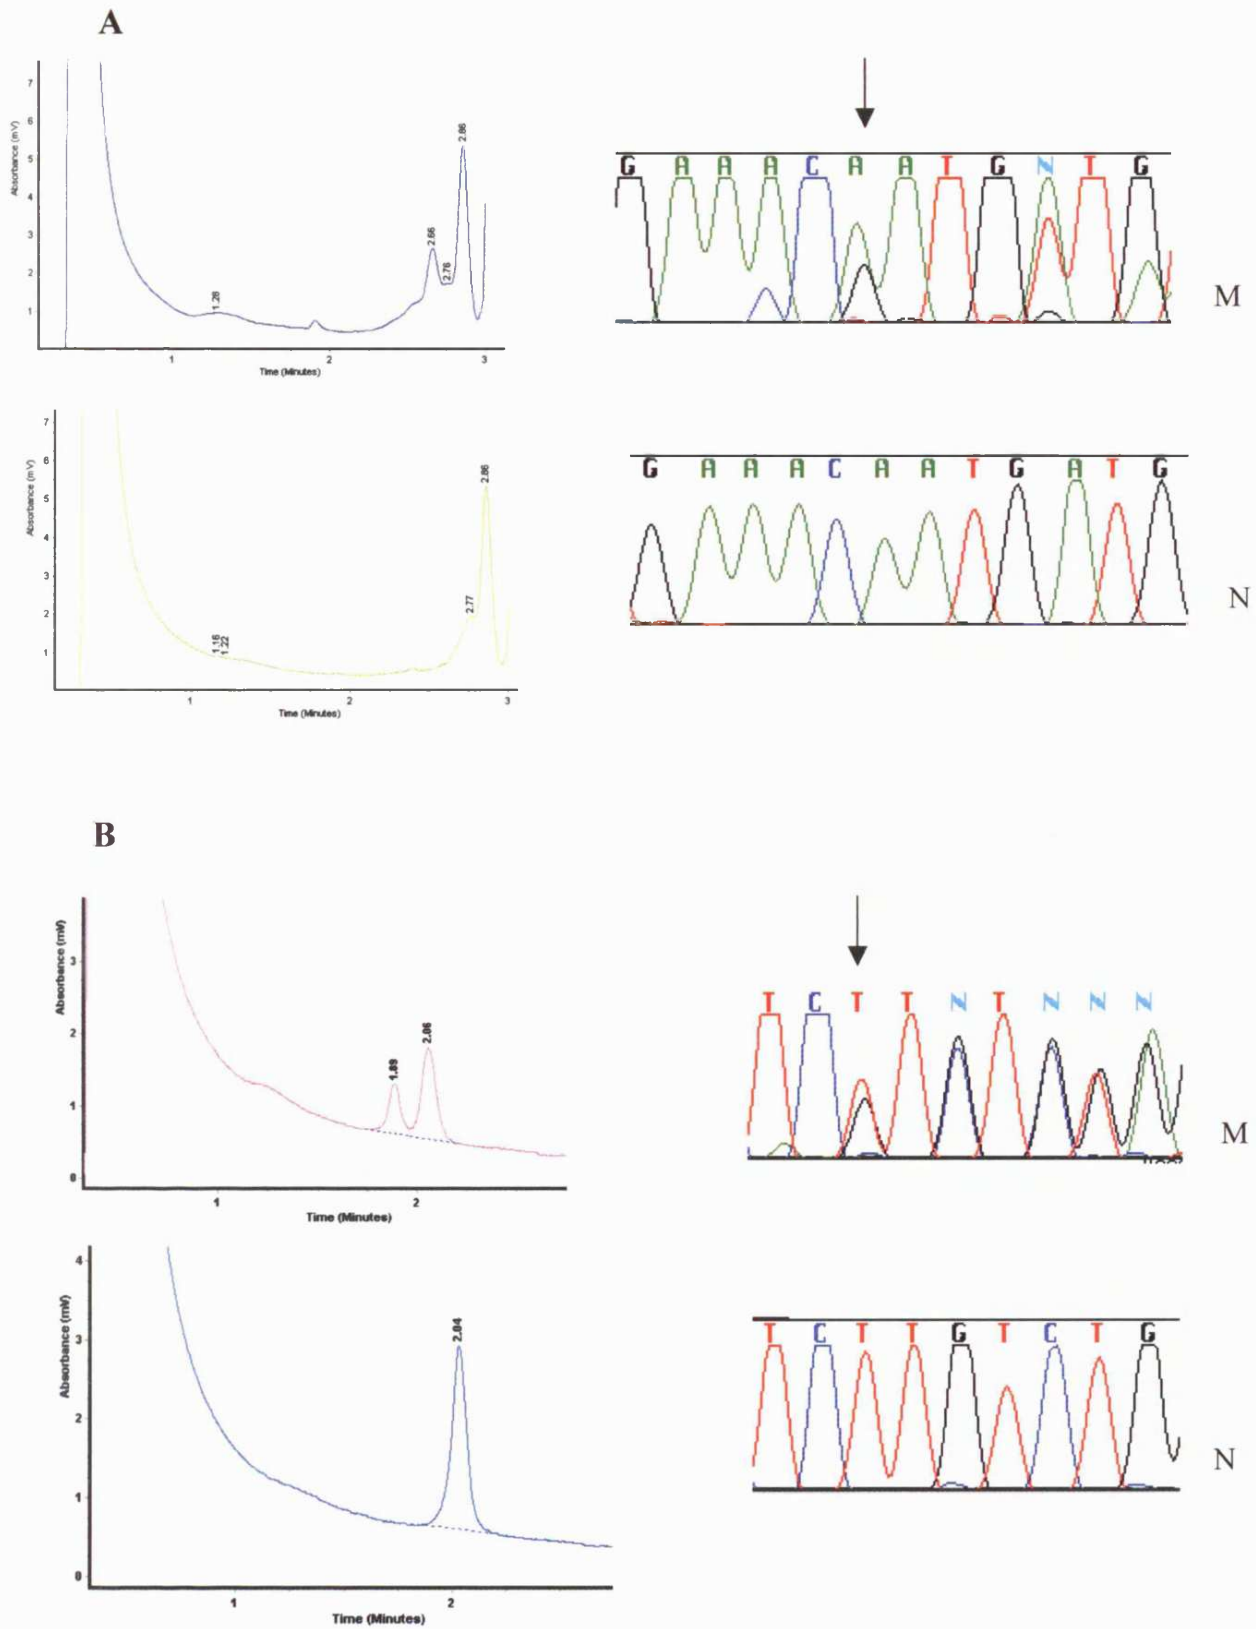 A
Absorbance (mV)
7
6
5
4
3
2
1
1.28
2.66
2.76
2.86
1 2 3
Time (Minutes)
G A A A C A A T G N T G
M
Absorbance (mV)
7
6
5
4
3
2
1
1.16
1.22
2.77
2.86
1 2 3
Time (Minutes)
G A A A C A A T G A T G
N
B
Absorbance (mV)
3
2
1
0
1.89
2.06
1 2
Time (Minutes)
T C T T N T N N N
M
Absorbance (mV)
4
3
2
1
0
2.04
1 2
Time (Minutes)
T C T T G T C T G
N